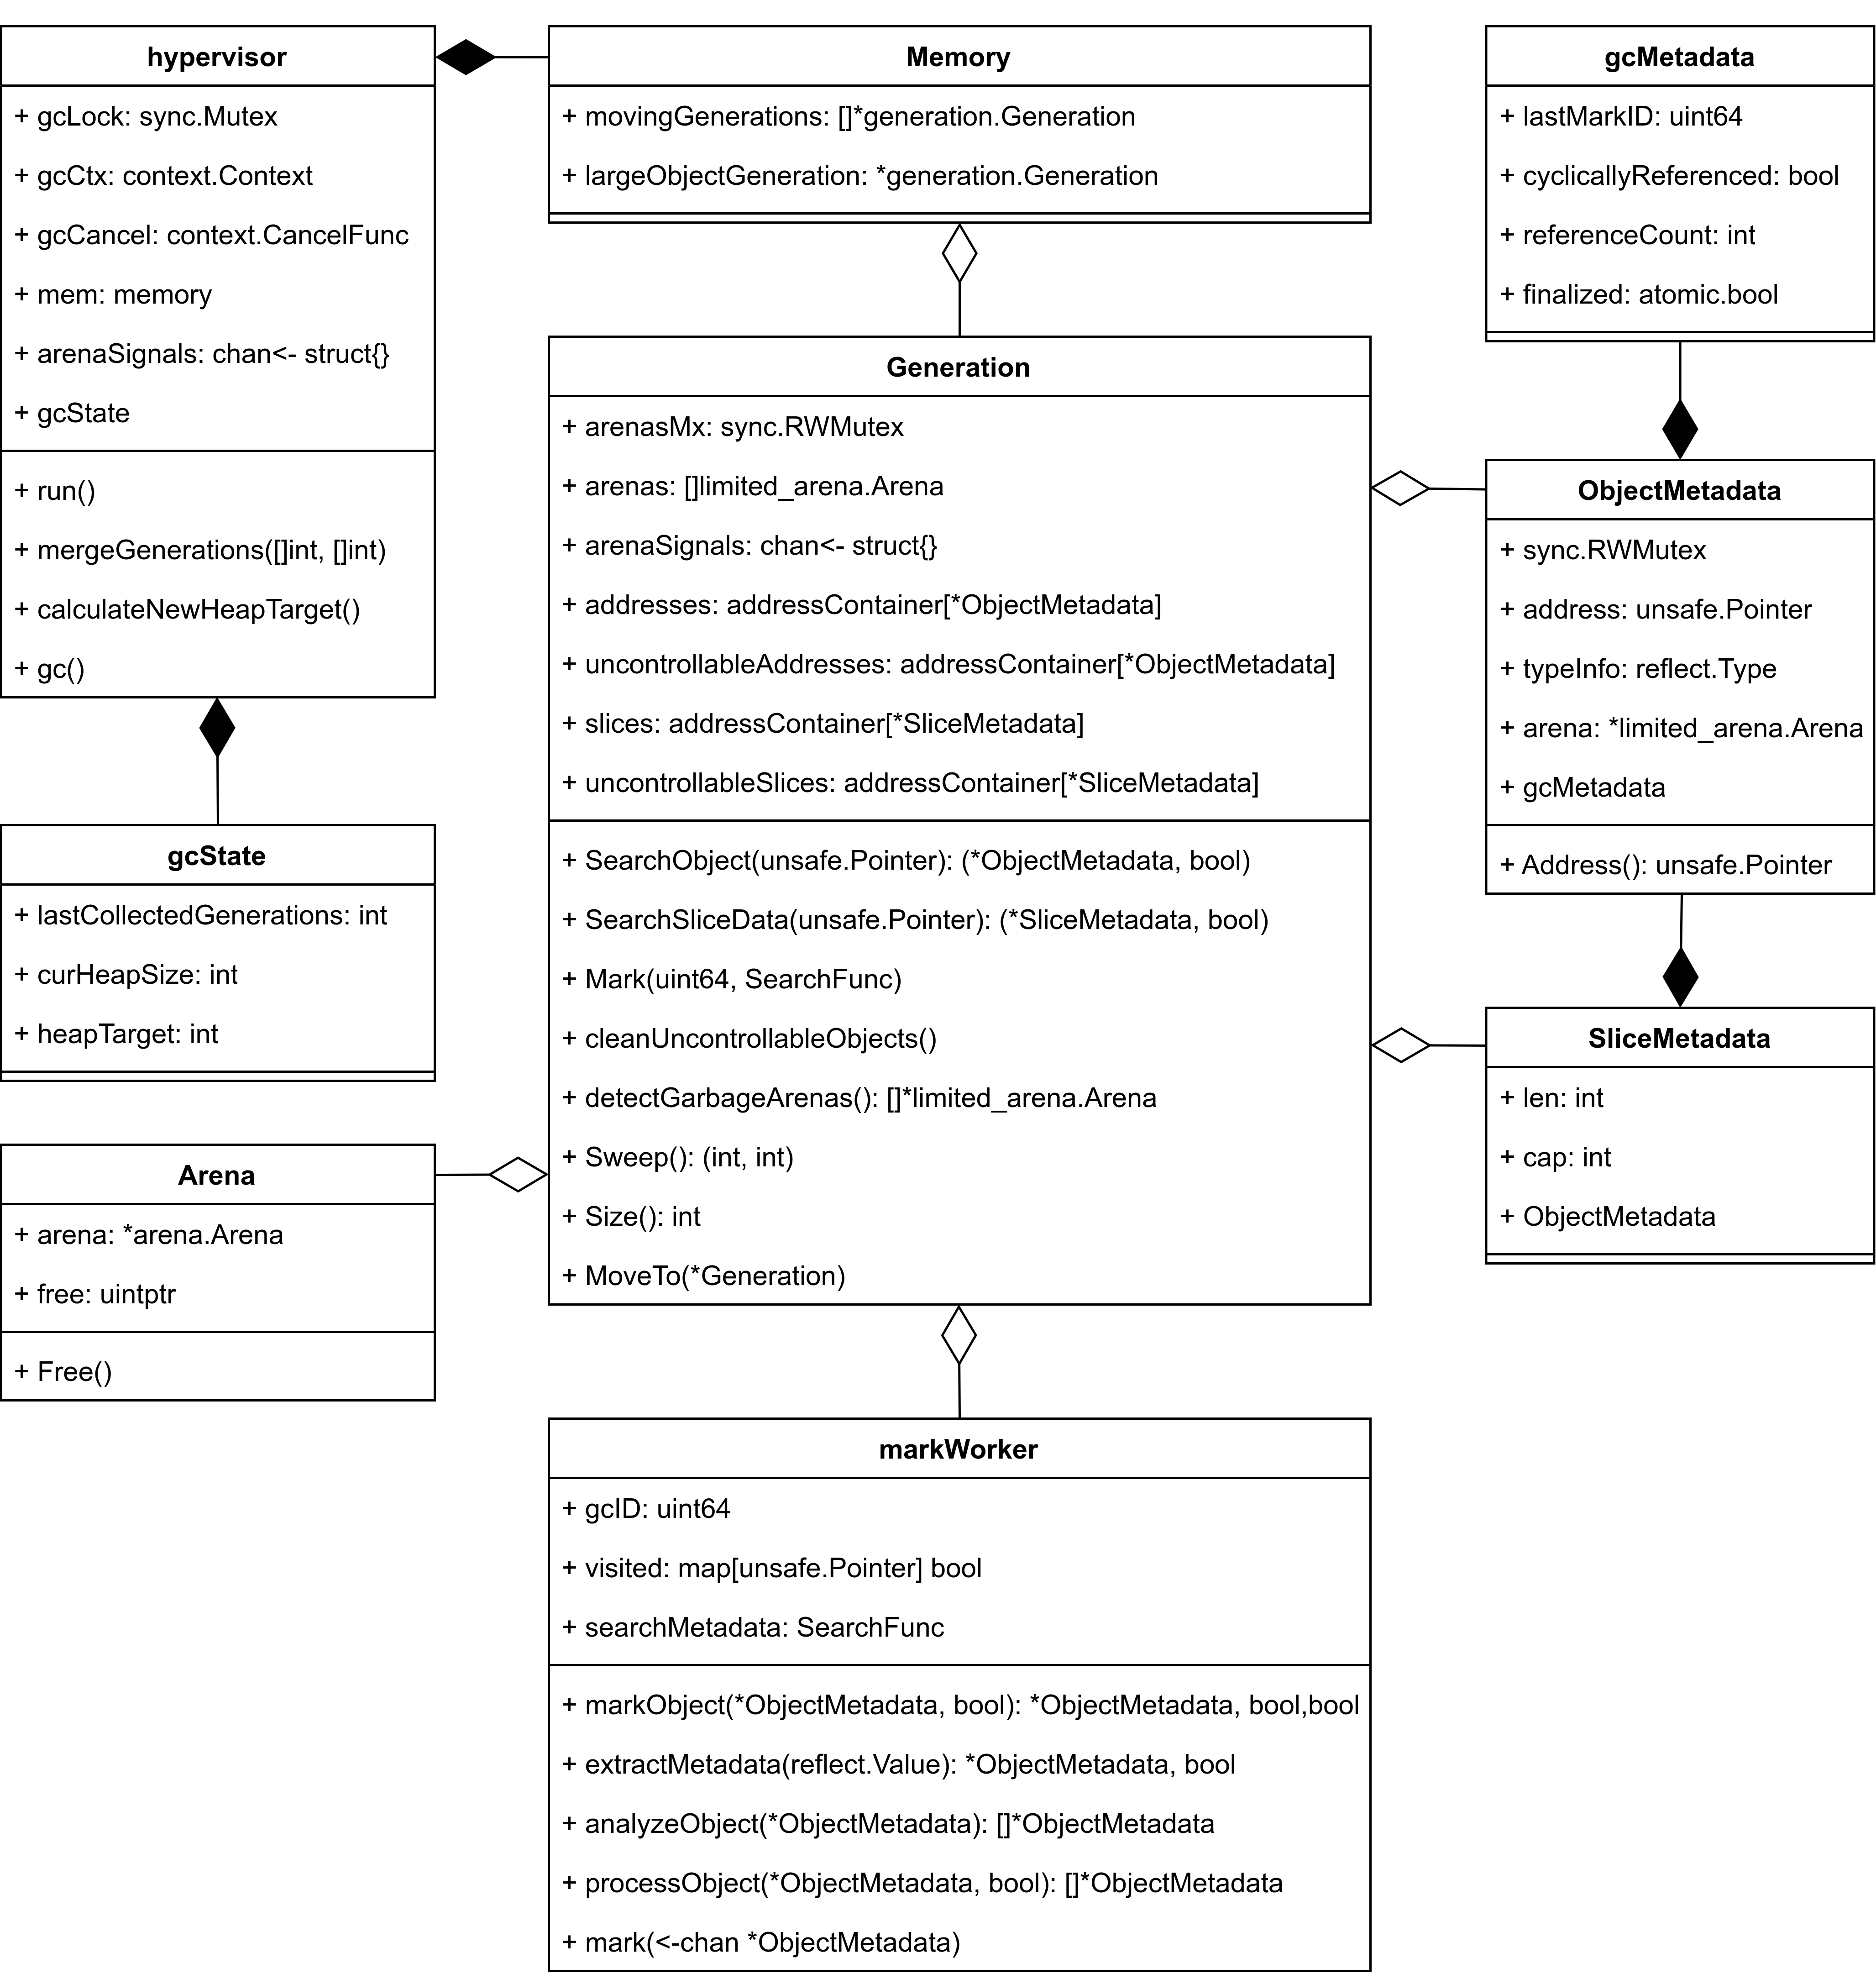 hypervisor
+ gcLock: sync.Mutex
+ gcCtx: context.Context
+ gcCancel: context.CancelFunc
+ mem: memory
+ arenaSignals: chan<- struct{}
+ gcState
+ run()
+ mergeGenerations([]int, []int)
+ calculateNewHeapTarget()
+ gc()
Memory
+ movingGenerations: []*generation.Generation
+ largeObjectGeneration: *generation.Generation
gcMetadata
+ lastMarkID: uint64
+ cyclicallyReferenced: bool
+ referenceCount: int
+ finalized: atomic.bool
Generation
+ arenasMx: sync.RWMutex
+ arenas: []limited_arena.Arena
+ arenaSignals: chan<- struct{}
+ addresses: addressContainer[*ObjectMetadata]
+ uncontrollableAddresses: addressContainer[*ObjectMetadata]
+ slices: addressContainer[*SliceMetadata]
+ uncontrollableSlices: addressContainer[*SliceMetadata]
+ SearchObject(unsafe.Pointer): (*ObjectMetadata, bool)
+ SearchSliceData(unsafe.Pointer): (*SliceMetadata, bool)
+ Mark(uint64, SearchFunc)
+ cleanUncontrollableObjects()
+ detectGarbageArenas(): []*limited_arena.Arena
+ Sweep(): (int, int)
+ Size(): int
+ MoveTo(*Generation)
ObjectMetadata
+ sync.RWMutex
+ address: unsafe.Pointer
+ typeInfo: reflect.Type
+ arena: *limited_arena.Arena
+ gcMetadata
+ Address(): unsafe.Pointer
gcState
+ lastCollectedGenerations: int
+ curHeapSize: int
+ heapTarget: int
SliceMetadata
+ len: int
+ cap: int
+ ObjectMetadata
Arena
+ arena: *arena.Arena
+ free: uintptr
+ Free()
markWorker
+ gcID: uint64
+ visited: map[unsafe.Pointer] bool
+ searchMetadata: SearchFunc
+ markObject(*ObjectMetadata, bool): *ObjectMetadata, bool,bool
+ extractMetadata(reflect.Value): *ObjectMetadata, bool
+ analyzeObject(*ObjectMetadata): []*ObjectMetadata
+ processObject(*ObjectMetadata, bool): []*ObjectMetadata
+ mark(<-chan *ObjectMetadata)